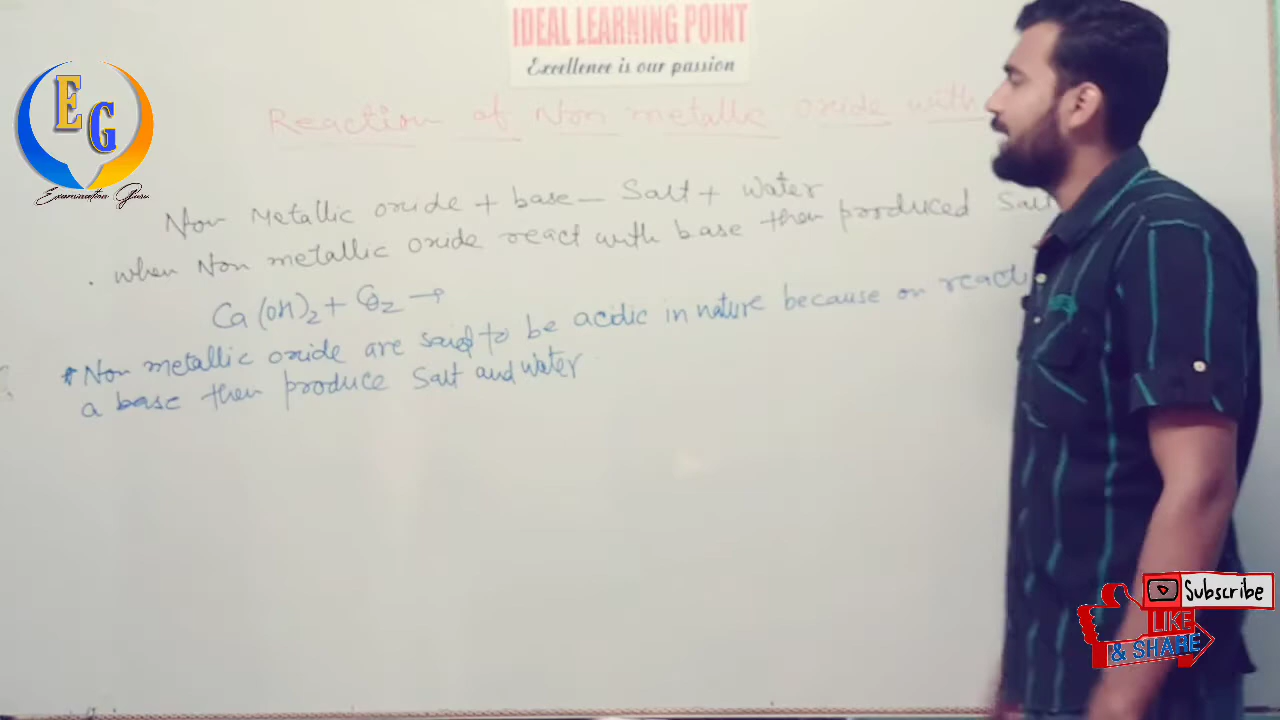 IDEAL LEARNING POINT
Excellence is our passion
EG
Examination Guru
Reaction of Non metallic oxide with
Non Metallic oxide + base — Salt + water
. when Non metallic oxide react with base then produced Salt
Ca(OH)2 + CO2 →
* Non metallic oxide are said to be acidic in nature because on react
a base then produce Salt and water
Subscribe
LIKE
& SHARE